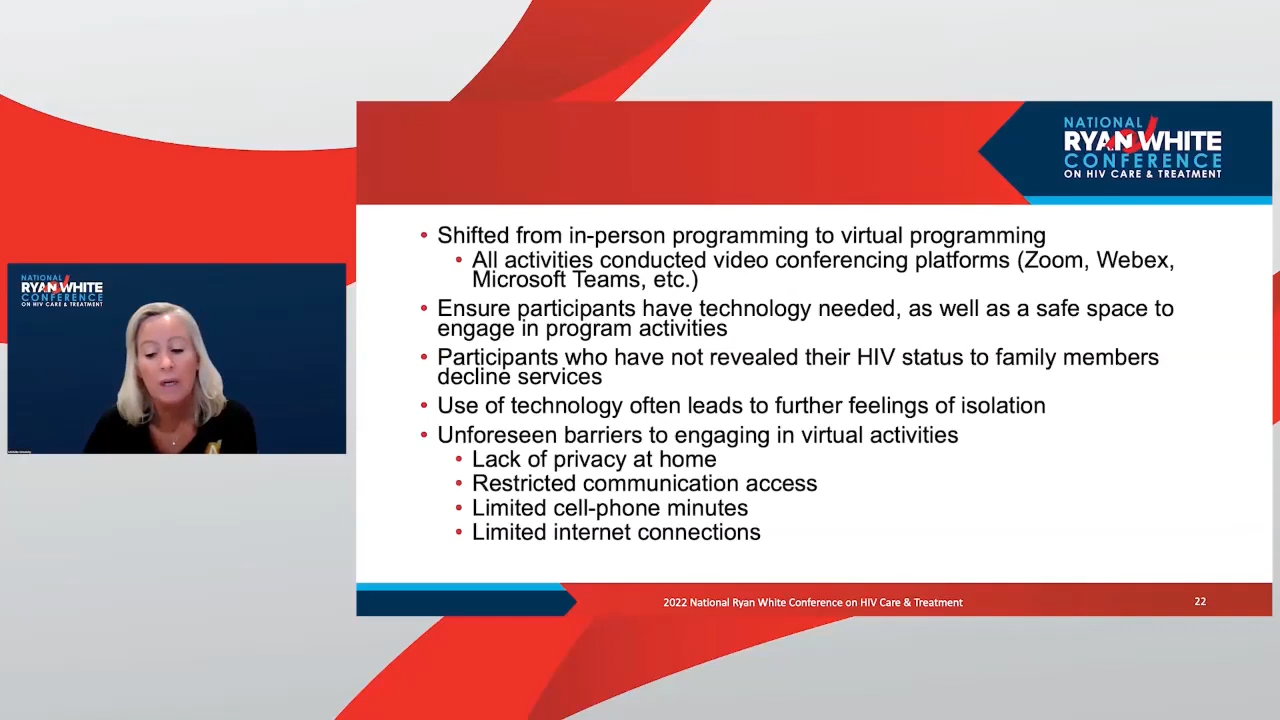 NATIONAL
RYAN WHITE
CONFERENCE
ON HIV CARE & TREATMENT
• Shifted from in-person programming to virtual programming
• All activities conducted video conferencing platforms (Zoom, Webex,
Microsoft Teams, etc.)
• Ensure participants have technology needed, as well as a safe space to
engage in program activities
• Participants who have not revealed their HIV status to family members
decline services
• Use of technology often leads to further feelings of isolation
• Unforeseen barriers to engaging in virtual activities
• Lack of privacy at home
• Restricted communication access
• Limited cell-phone minutes
• Limited internet connections
2022 National Ryan White Conference on HIV Care & Treatment
22
NATIONAL
RYAN WHITE
CONFERENCE
ON HIV CARE & TREATMENT